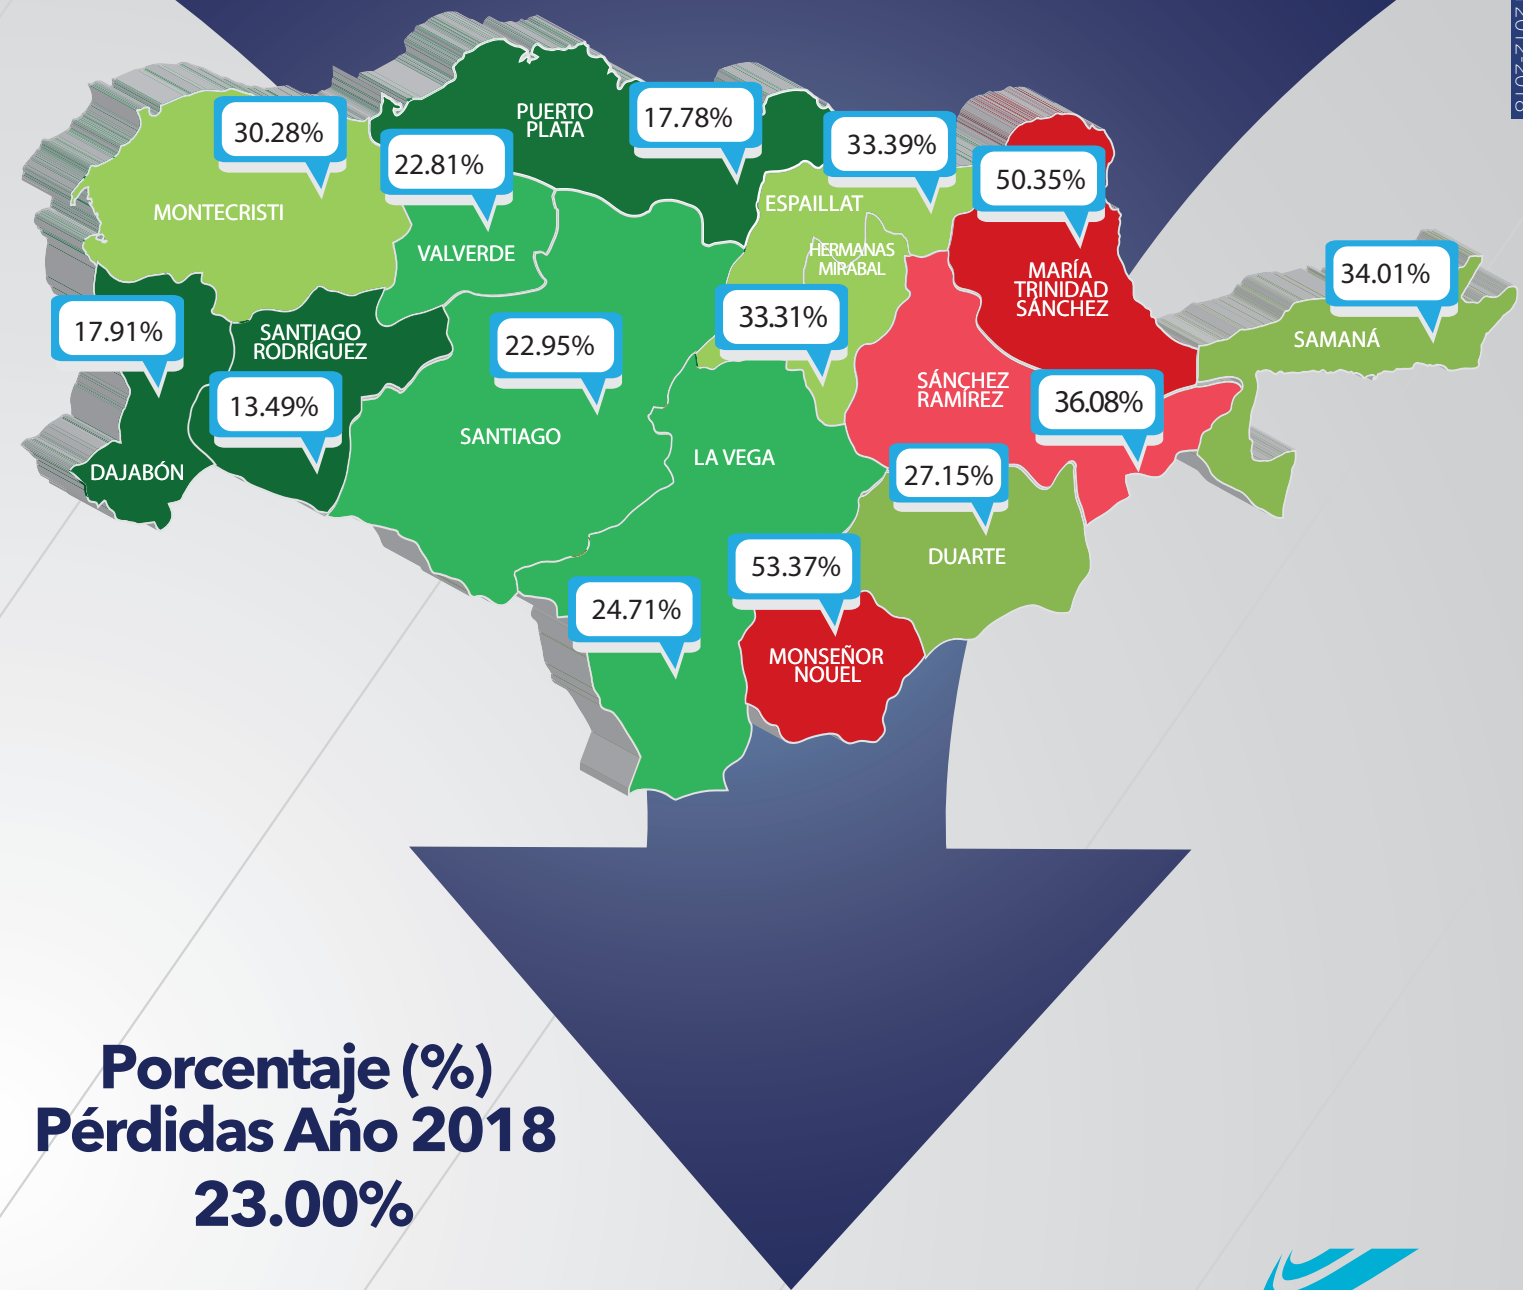 2012-2018
PUERTO
PLATA
17.78%
30.28%
33.39%
22.81%
50.35%
ESPAILLAT
MONTECRISTI
VALVERDE
HERMANAS
MIRABAL
MARÍA
TRINIDAD
SÁNCHEZ
34.01%
SAMANÁ
17.91%
SANTIAGO
RODRÍGUEZ
33.31%
22.95%
SÁNCHEZ
RAMÍREZ
13.49%
36.08%
SANTIAGO
LA VEGA
DAJABÓN
27.15%
DUARTE
53.37%
24.71%
MONSEÑOR
NOUEL
Porcentaje (%)
Pérdidas Año 2018
23.00%